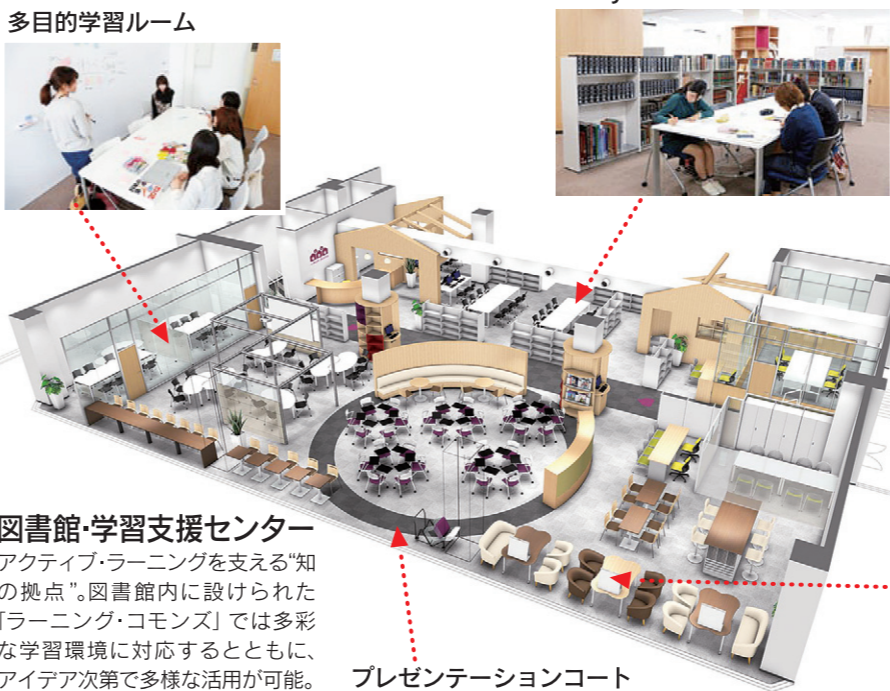 多目的学習ルーム
図書館・学習支援センター
アクティブ・ラーニングを支える“知
の拠点”。図書館内に設けられた
「ラーニング・コモンズ」では多彩
な学習環境に対応するとともに、
アイデア次第で多様な活用が可能。
プレゼンテーションコート